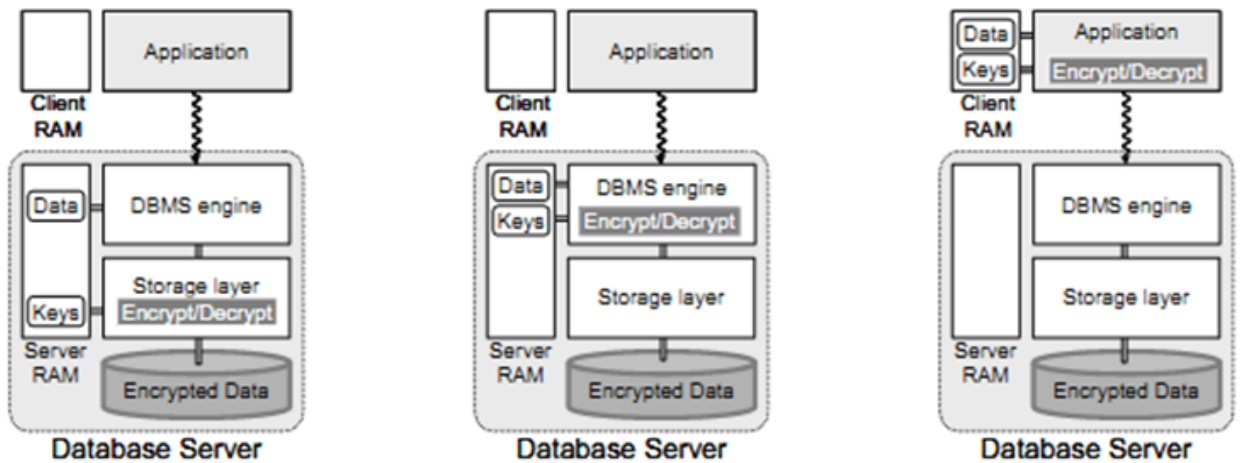 Application
Client
RAM
Data
DBMS engine
Storage layer
Keys
Encrypt/Decrypt
Server
RAM
Encrypted Data
Database Server
Application
Client
RAM
Data
DBMS engine
Keys
Encrypt/Decrypt
Storage layer
Server
RAM
Encrypted Data
Database Server
Data
Application
Keys
Encrypt/Decrypt
Client
RAM
DBMS engine
Storage layer
Server
RAM
Encrypted Data
Database Server